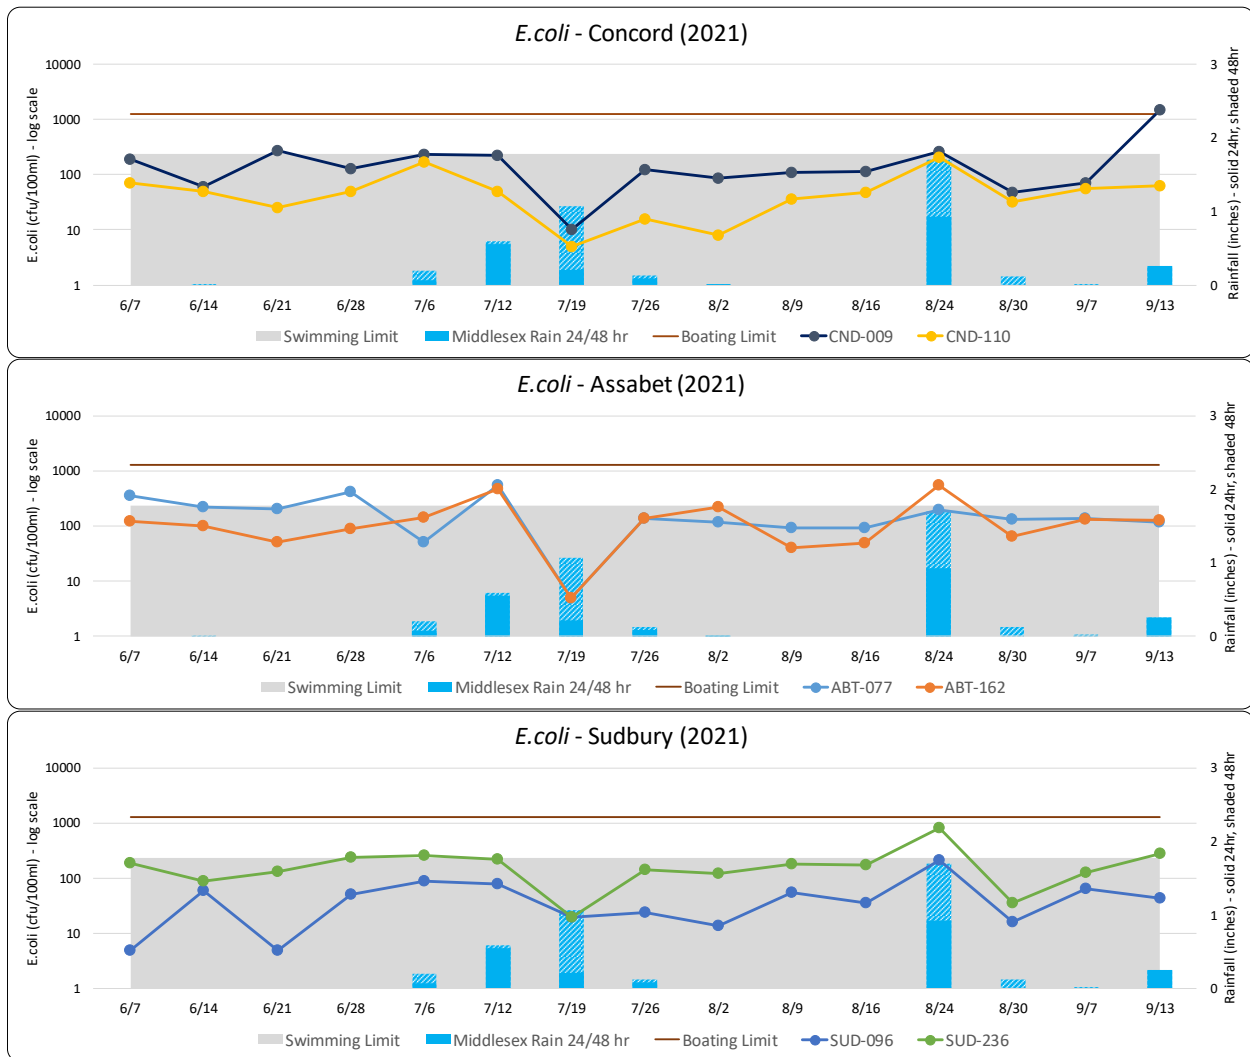 E.coli - Concord (2021)
E.coli (cfu/100ml) - log scale
10000
1000
100
10
1
3
2
1
0
Rainfall (inches) - solid 24hr, shaded 48hr
6/7 6/14 6/21 6/28 7/6 7/12 7/19 7/26 8/2 8/9 8/16 8/24 8/30 9/7 9/13
Swimming Limit Middlesex Rain 24/48 hr Boating Limit CND-009 CND-110
E.coli - Assabet (2021)
E.coli (cfu/100ml) - log scale
10000
1000
100
10
1
3
2
1
0
Rainfall (inches) - solid 24hr, shaded 48hr
6/7 6/14 6/21 6/28 7/6 7/12 7/19 7/26 8/2 8/9 8/16 8/24 8/30 9/7 9/13
Swimming Limit Middlesex Rain 24/48 hr Boating Limit ABT-077 ABT-162
E.coli - Sudbury (2021)
E.coli (cfu/100ml) - log scale
10000
1000
100
10
1
3
2
1
0
Rainfall (inches) - solid 24hr, shaded 48hr
6/7 6/14 6/21 6/28 7/6 7/12 7/19 7/26 8/2 8/9 8/16 8/24 8/30 9/7 9/13
Swimming Limit Middlesex Rain 24/48 hr Boating Limit SUD-096 SUD-236